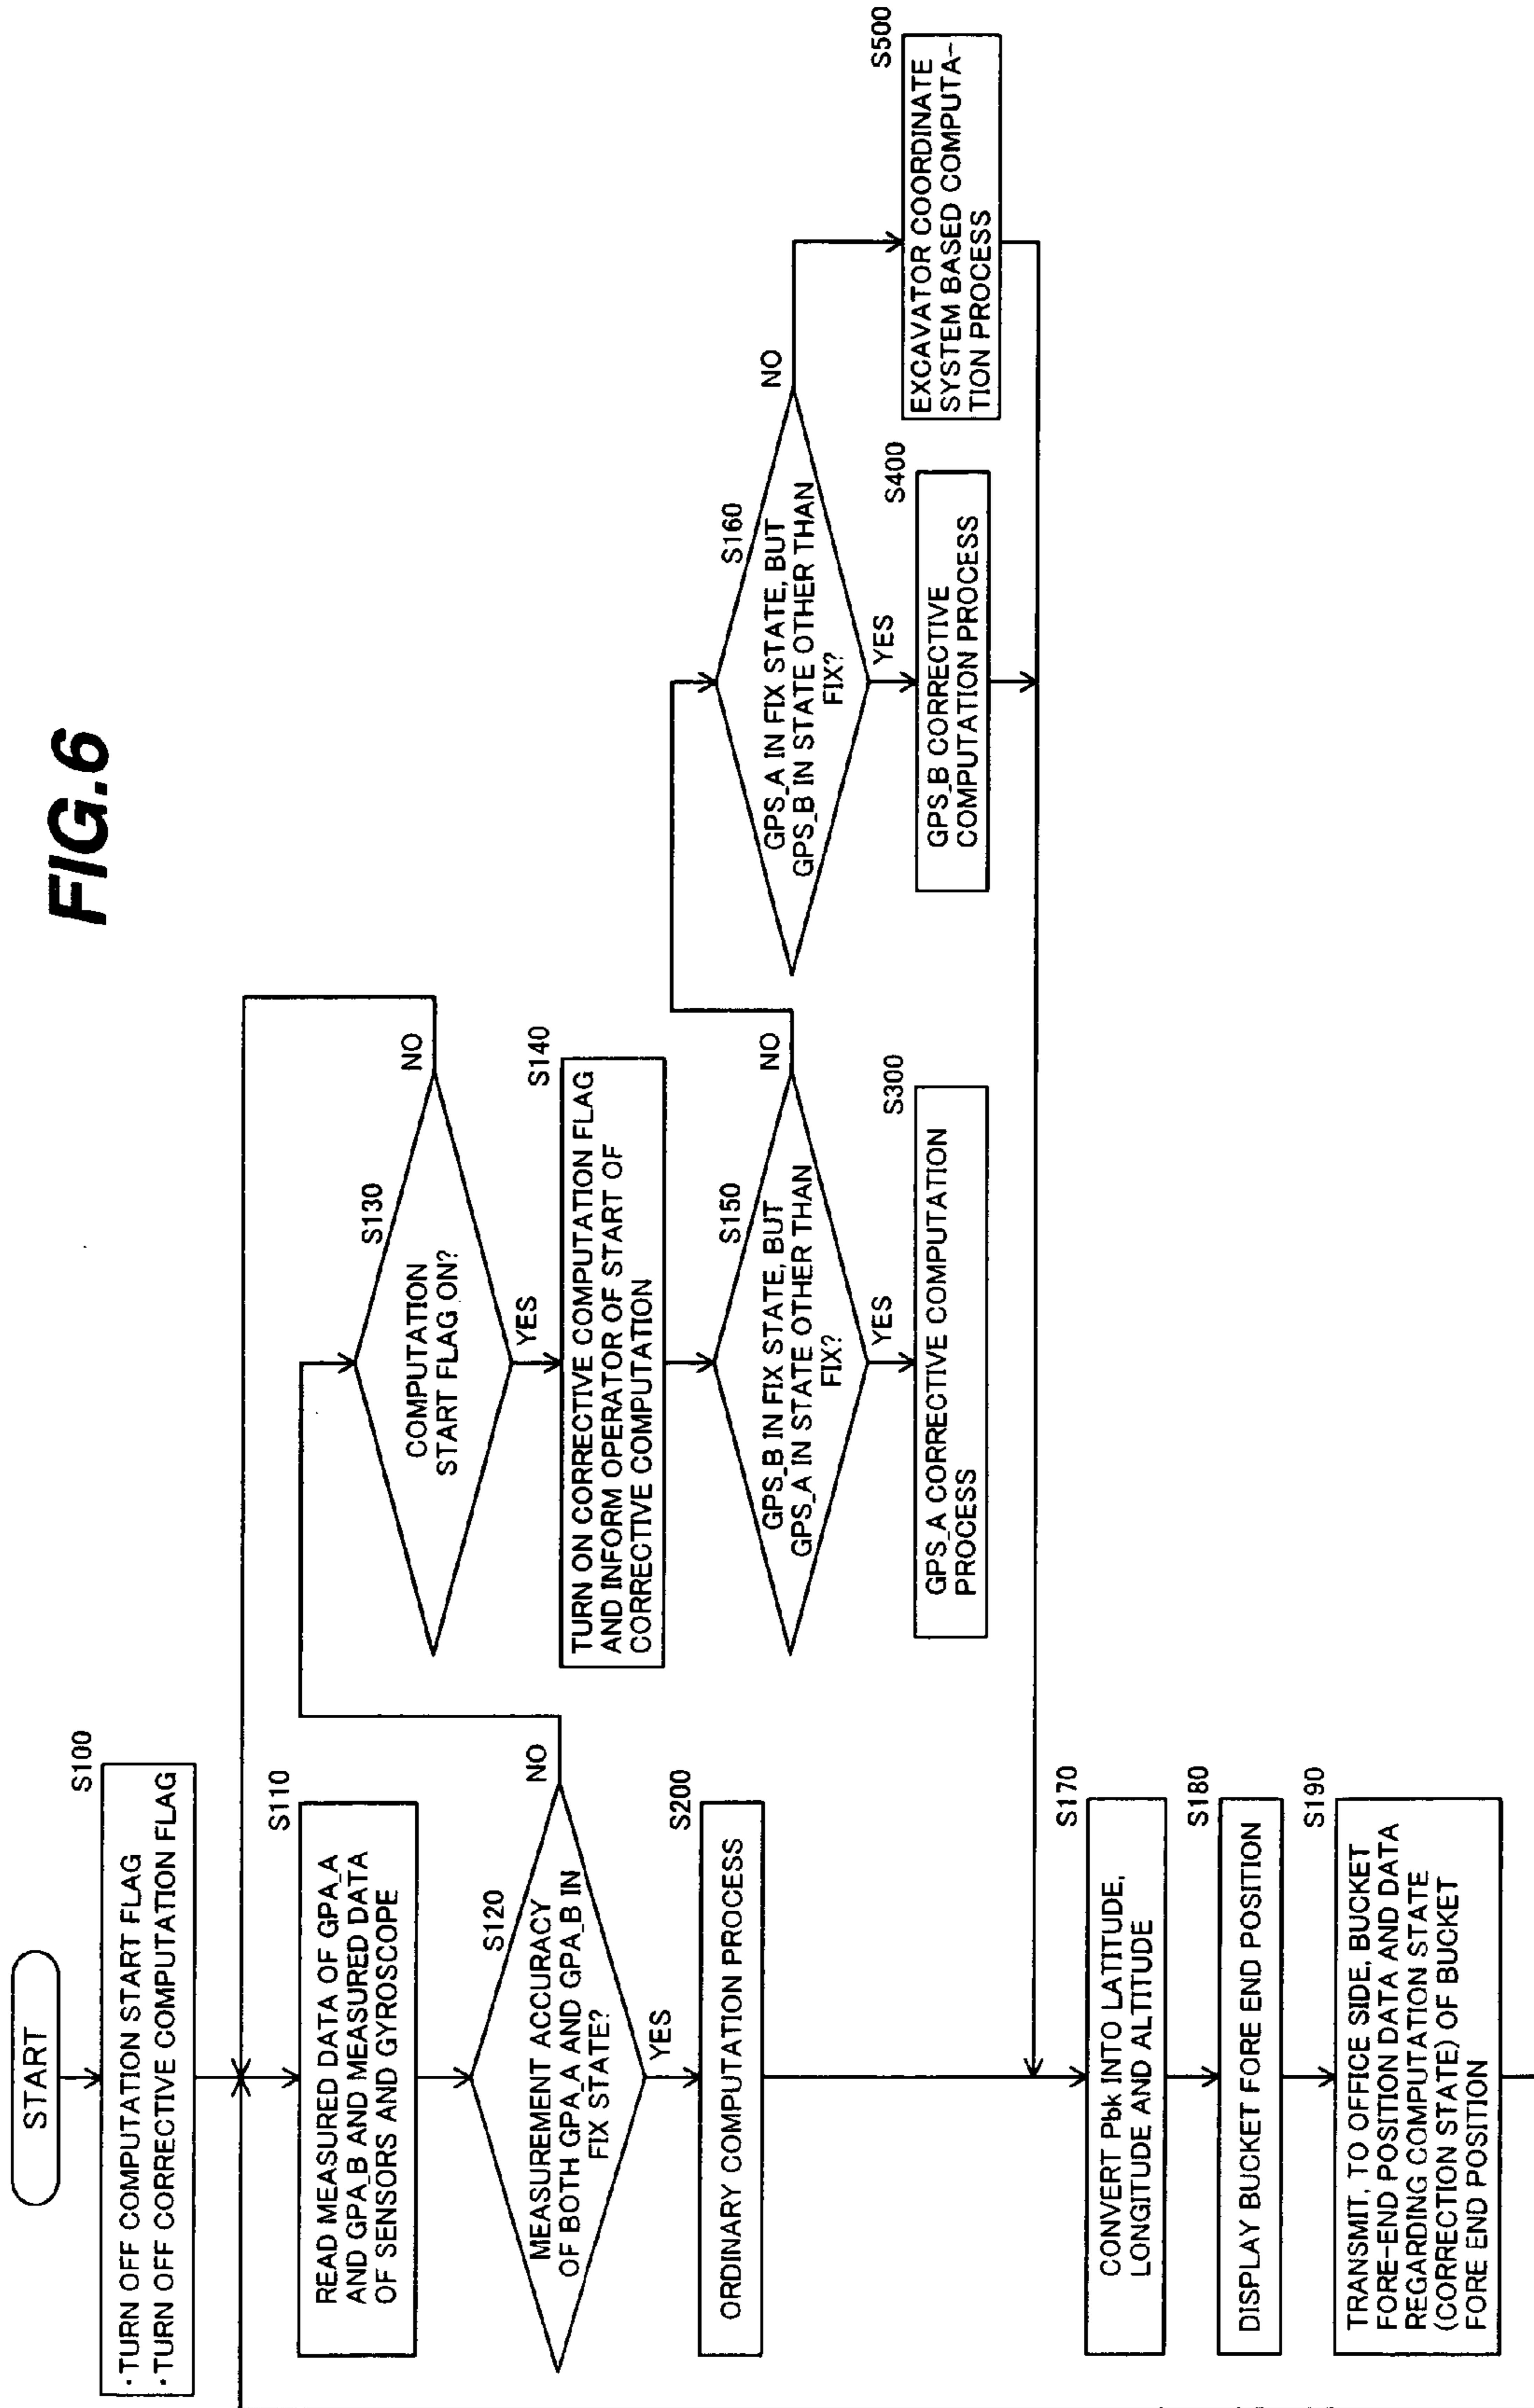 FIG.6
START
S100
·TURN OFF COMPUTATION START FLAG
·TURN OFF CORRECTIVE COMPUTATION FLAG
S110
READ MEASURED DATA OF GPA_A
AND GPA_B AND MEASURED DATA
OF SENSORS AND GYROSCOPE
S120
MEASUREMENT ACCURACY
OF BOTH GPA_A AND GPA_B IN
FIX STATE?
NO
YES
S200
ORDINARY COMPUTATION PROCESS
S130
COMPUTATION
START FLAG ON?
NO
YES
S140
TURN ON CORRECTIVE COMPUTATION FLAG
AND INFORM OPERATOR OF START OF
CORRECTIVE COMPUTATION
S150
GPS_B IN FIX STATE, BUT
GPS_A IN STATE OTHER THAN
FIX?
NO
YES
S300
GPS_A CORRECTIVE COMPUTATION
PROCESS
S160
GPS_A IN FIX STATE, BUT
GPS_B IN STATE OTHER THAN
FIX?
NO
YES
S400
GPS_B CORRECTIVE
COMPUTATION PROCESS
S500
EXCAVATOR COORDINATE
SYSTEM BASED COMPUTA-
TION PROCESS
S170
CONVERT Pbk INTO LATITUDE,
LONGITUDE AND ALTITUDE
S180
DISPLAY BUCKET FORE END POSITION
S190
TRANSMIT, TO OFFICE SIDE, BUCKET
FORE-END POSITION DATA AND DATA
REGARDING COMPUTATION STATE
(CORRECTION STATE) OF BUCKET
FORE END POSITION